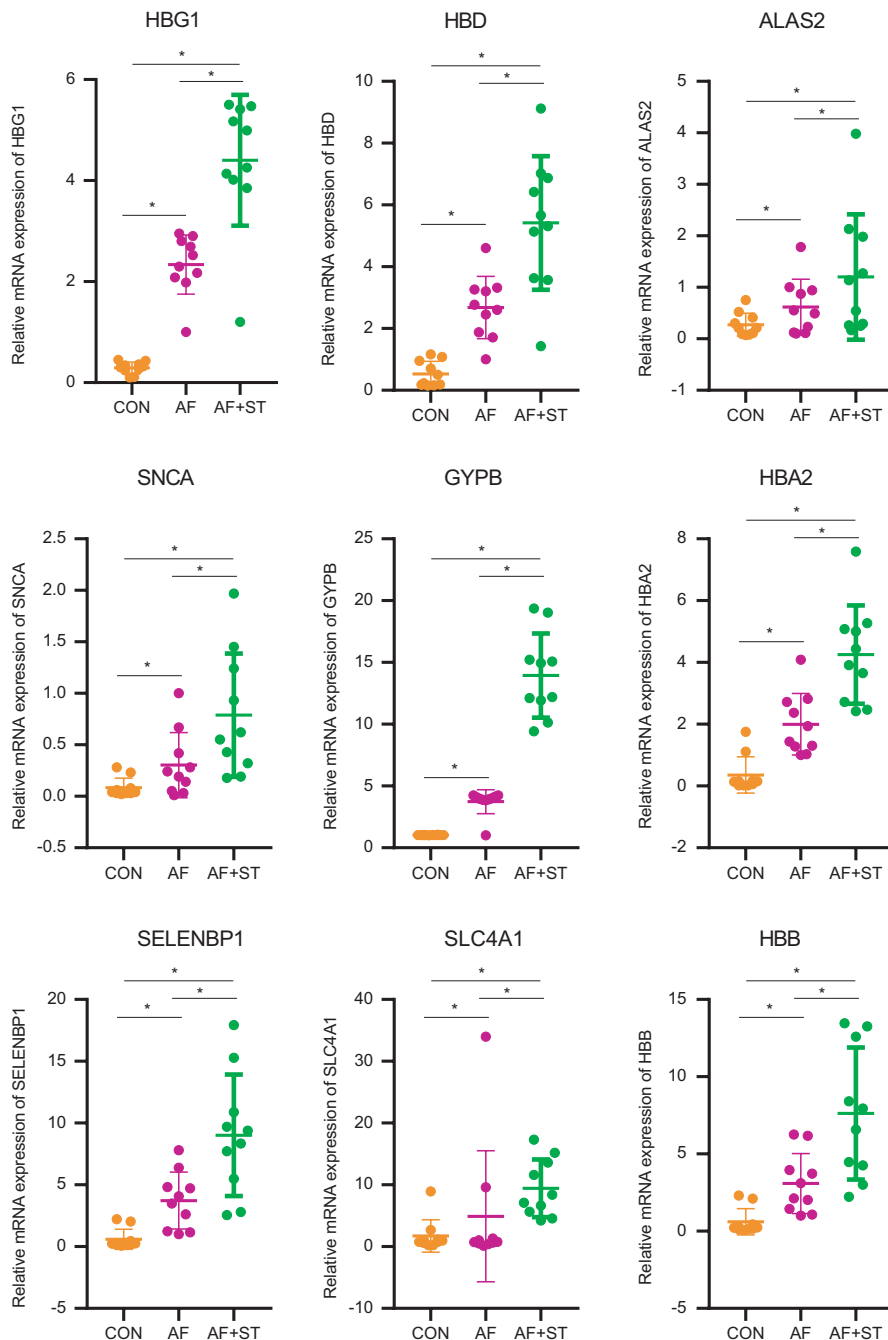 HBG1
Relative mRNA expression of HBG1
6
4
2
0
*
*
*
CON AF AF+ST
HBD
Relative mRNA expression of HBD
10
8
6
4
2
0
*
*
*
CON AF AF+ST
ALAS2
Relative mRNA expression of ALAS2
5
4
3
2
1
0
-1
*
*
*
CON AF AF+ST
SNCA
Relative mRNA expression of SNCA
2.5
2.0
1.5
1.0
0.5
0.0
-0.5
*
*
*
CON AF AF+ST
GYPB
Relative mRNA expression of GYPB
25
20
15
10
5
0
*
*
*
CON AF AF+ST
HBA2
Relative mRNA expression of HBA2
8
6
4
2
0
-2
*
*
*
CON AF AF+ST
SELENBP1
Relative mRNA expression of SELENBP1
20
15
10
5
0
-5
*
*
*
CON AF AF+ST
SLC4A1
Relative mRNA expression of SLC4A1
40
30
20
10
0
-10
*
*
*
CON AF AF+ST
HBB
Relative mRNA expression of HBB
15
10
5
0
-5
*
*
*
CON AF AF+ST